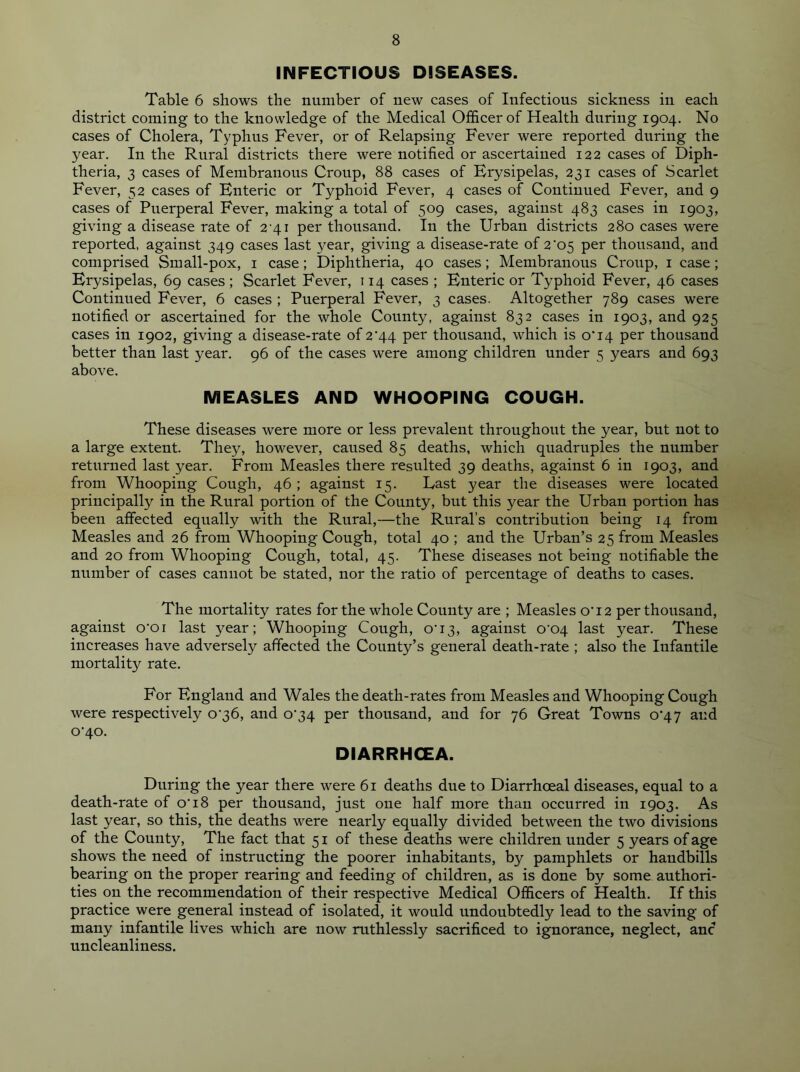 8
INFECTIOUS DISEASES.
Table 6 shows the number of new cases of Infectious sickness in each
district coming to the knowledge of the Medical Officer of Health during 1904. No
cases of Cholera, Typhus Fever, or of Relapsing Fever were reported during the
year. In the Rural districts there were notified or ascertained 122 cases of Diph-
theria, 3 cases of Membranous Croup, 88 cases of Erysipelas, 231 cases of Scarlet
Fever, 52 cases of Enteric or Typhoid Fever, 4 cases of Continued Fever, and 9
cases of Puerperal Fever, making a total of 509 cases, against 483 cases in 1903,
giving a disease rate of 2·41 per thousand. In the Urban districts 280 cases were
reported, against 349 cases last year, giving a disease-rate of 2·05 per thousand, and
comprised Small-pox, 1 case; Diphtheria, 40 cases; Membranous Croup, 1 case;
Erysipelas, 69 cases; Scarlet Fever, 114 cases; Enteric or Typhoid Fever, 46 cases
Continued Fever, 6 cases; Puerperal Fever, 3 cases. Altogether 789 cases were
notified or ascertained for the whole County, against 832 cases in 1903, and 925
cases in 1902, giving a disease-rate of 2·44 per thousand, which is 0·14 per thousand
better than last year. 96 of the cases were among children under 5 years and 693
above.
MEASLES AND WHOOPING COUGH.
These diseases were more or less prevalent throughout the year, but not to
a large extent. They, however, caused 85 deaths, which quadruples the number
returned last year. From Measles there resulted 39 deaths, against 6 in 1903, and
from Whooping Cough, 46; against 15. Last year the diseases were located
principally in the Rural portion of the County, but this year the Urban portion has
been affected equally with the Rural,—the Rural's contribution being 14 from
Measles and 26 from Whooping Cough, total 40; and the Urban's 25 from Measles
and 20 from Whooping Cough, total, 45. These diseases not being notifiable the
number of cases cannot be stated, nor the ratio of percentage of deaths to cases.
The mortality rates for the whole County are ; Measles 0·12 per thousand,
against 0·01 last year; Whooping Cough, 0·13, against 0·04 last year. These
increases have adversely affected the County's general death-rate; also the Infantile
mortality rate.
For England and Wales the death-rates from Measles and Whooping Cough
were respectively 0·36, and 0·34 per thousand, and for 76 Great Towns 0·47 and
0·40.
DIARRHŒA.
During the year there were 61 deaths due to Diarrhœal diseases, equal to a
death-rate of 0·18 per thousand, just one half more than occurred in 1903. As
last year, so this, the deaths were nearly equally divided between the two divisions
of the County, The fact that 51 of these deaths were children under 5 years of age
shows the need of instructing the poorer inhabitants, by pamphlets or handbills
bearing on the proper rearing and feeding of children, as is done by some authori-
ties on the recommendation of their respective Medical Officers of Health. If this
practice were general instead of isolated, it would undoubtedly lead to the saving of
many infantile lives which are now ruthlessly sacrificed to ignorance, neglect, and
uncleanliness.